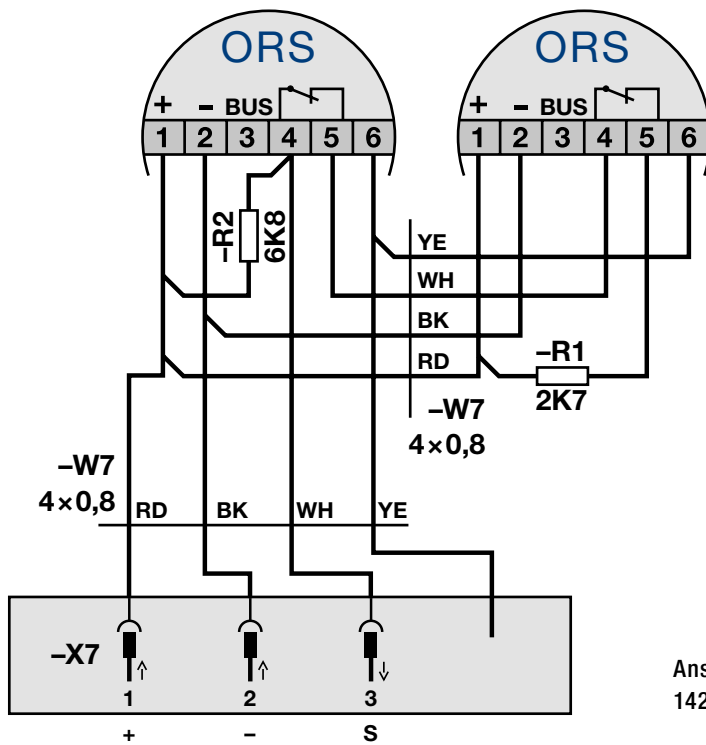 ORS ORS
+ – BUS + – BUS
1 2 3 4 5 6 1 2 3 4 5 6
–R2
6K8
YE
WH
BK
RD
–R1
2K7
–W7
4×0,8
–W7
4×0,8
RD BK WH YE
–X7
1 2 3
+ – S
Ans
142